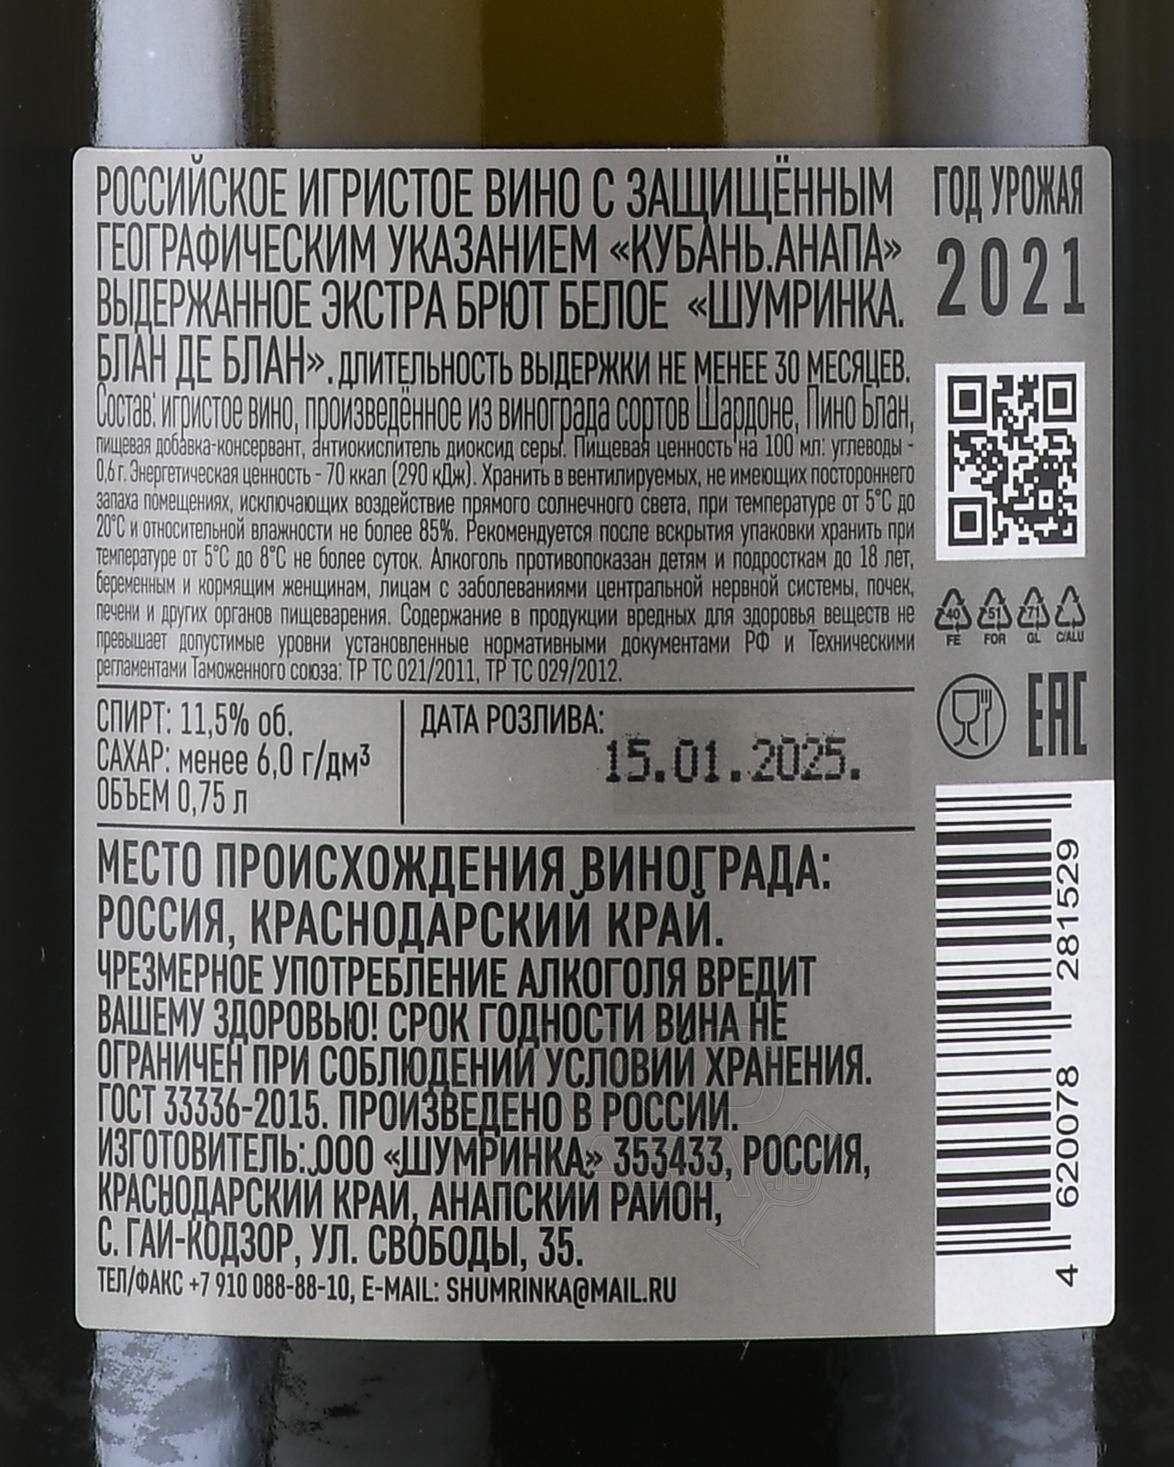 РОССИЙСКОЕ ИГРИСТОЕ ВИНО С ЗАЩИЩЁННЫМ
ГЕОГРАФИЧЕСКИМ УКАЗАНИЕМ «КУБАНЬ.АНАПА»
ВЫДЕРЖАННОЕ ЭКСТРА БРЮТ БЕЛОЕ «ШУМРИНКА.
БЛАН ДЕ БЛАН». ДЛИТЕЛЬНОСТЬ ВЫДЕРЖКИ НЕ МЕНЕЕ 30 МЕСЯЦЕВ.
Состав: игристое вино, произведённое из винограда сортов Шардоне, Пино Блан,
пищевая добавка-консервант, антиокислитель диоксид серы. Пищевая ценность на 100 мл: углеводы -
0,6 г. Энергетическая ценность - 70 ккал (290 кДж). Хранить в вентилируемых, не имеющих постороннего
запаха помещениях, исключающих воздействие прямого солнечного света, при температуре от 5°C до
20°C и относительной влажности не более 85%. Рекомендуется после вскрытия упаковки хранить при
температуре от 5°C до 8°C не более суток. Алкоголь противопоказан детям и подросткам до 18 лет,
беременным и кормящим женщинам, лицам с заболеваниями центральной нервной системы, почек,
печени и других органов пищеварения. Содержание в продукции вредных для здоровья веществ не
превышает допустимые уровни установленные нормативными документами РФ и Техническими
регламентами Таможенного союза: ТР ТС 021/2011, ТР ТС 029/2012.
СПИРТ: 11,5% об.
САХАР: менее 6,0 г/дм³
ОБЪЕМ 0,75 л
ДАТА РОЗЛИВА:
15.01.2025.
МЕСТО ПРОИСХОЖДЕНИЯ ВИНОГРАДА:
РОССИЯ, КРАСНОДАРСКИЙ КРАЙ.
ЧРЕЗМЕРНОЕ УПОТРЕБЛЕНИЕ АЛКОГОЛЯ ВРЕДИТ
ВАШЕМУ ЗДОРОВЬЮ! СРОК ГОДНОСТИ ВИНА НЕ
ОГРАНИЧЕН ПРИ СОБЛЮДЕНИИ УСЛОВИЙ ХРАНЕНИЯ.
ГОСТ 33336-2015. ПРОИЗВЕДЕНО В РОССИИ.
ИЗГОТОВИТЕЛЬ: ООО «ШУМРИНКА» 353433, РОССИЯ,
КРАСНОДАРСКИЙ КРАЙ, АНАПСКИЙ РАЙОН,
С. ГАЙ-КОДЗОР, УЛ. СВОБОДЫ, 35.
ТЕЛ/ФАКС +7 910 088-88-10, E-MAIL: SHUMRINKA@MAIL.RU
ГОД УРОЖАЯ
2021
40 51 71
FE FOR GL C/ALU
EAC
4 620078 281529